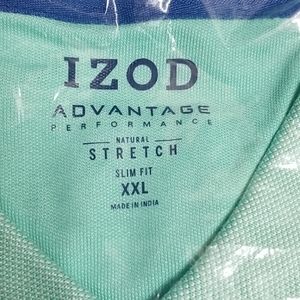 IZOD
ADVANTAGE
PERFORMANCE
NATURAL
STRETCH
SLIM FIT
XXL
MADE IN INDIA